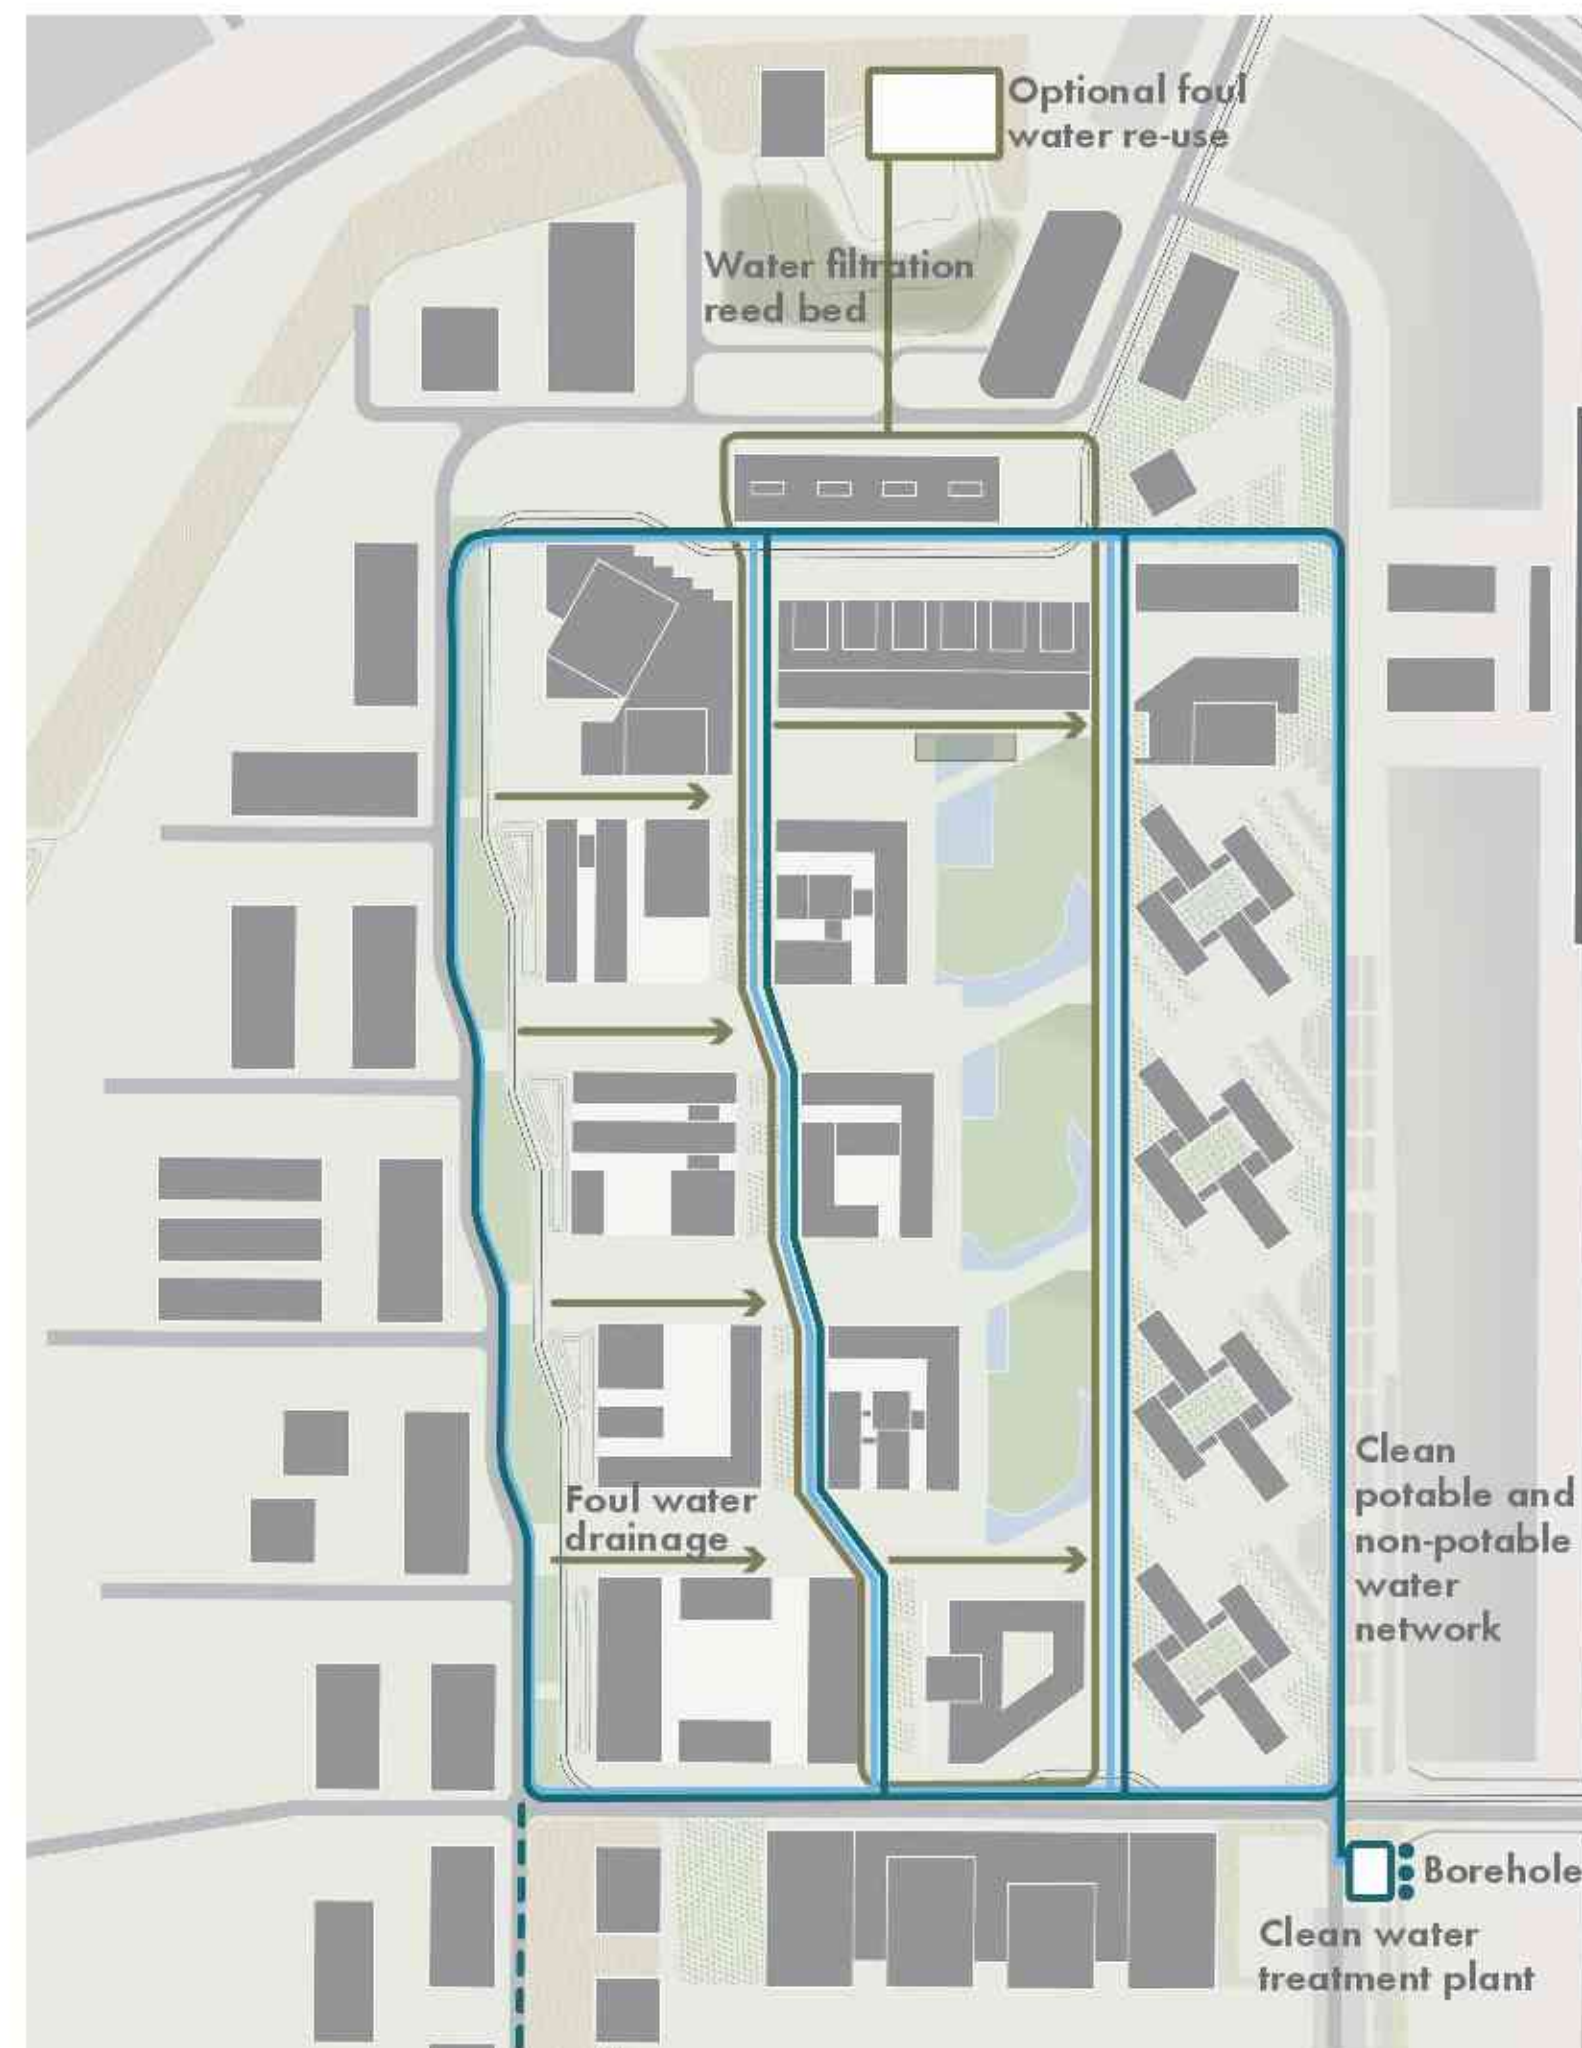 Optional foul
water re-use
Water filtration
reed bed
Clean
potable and
non-potable
water
network
Foul water
drainage
Borehole
Clean water
treatment plant